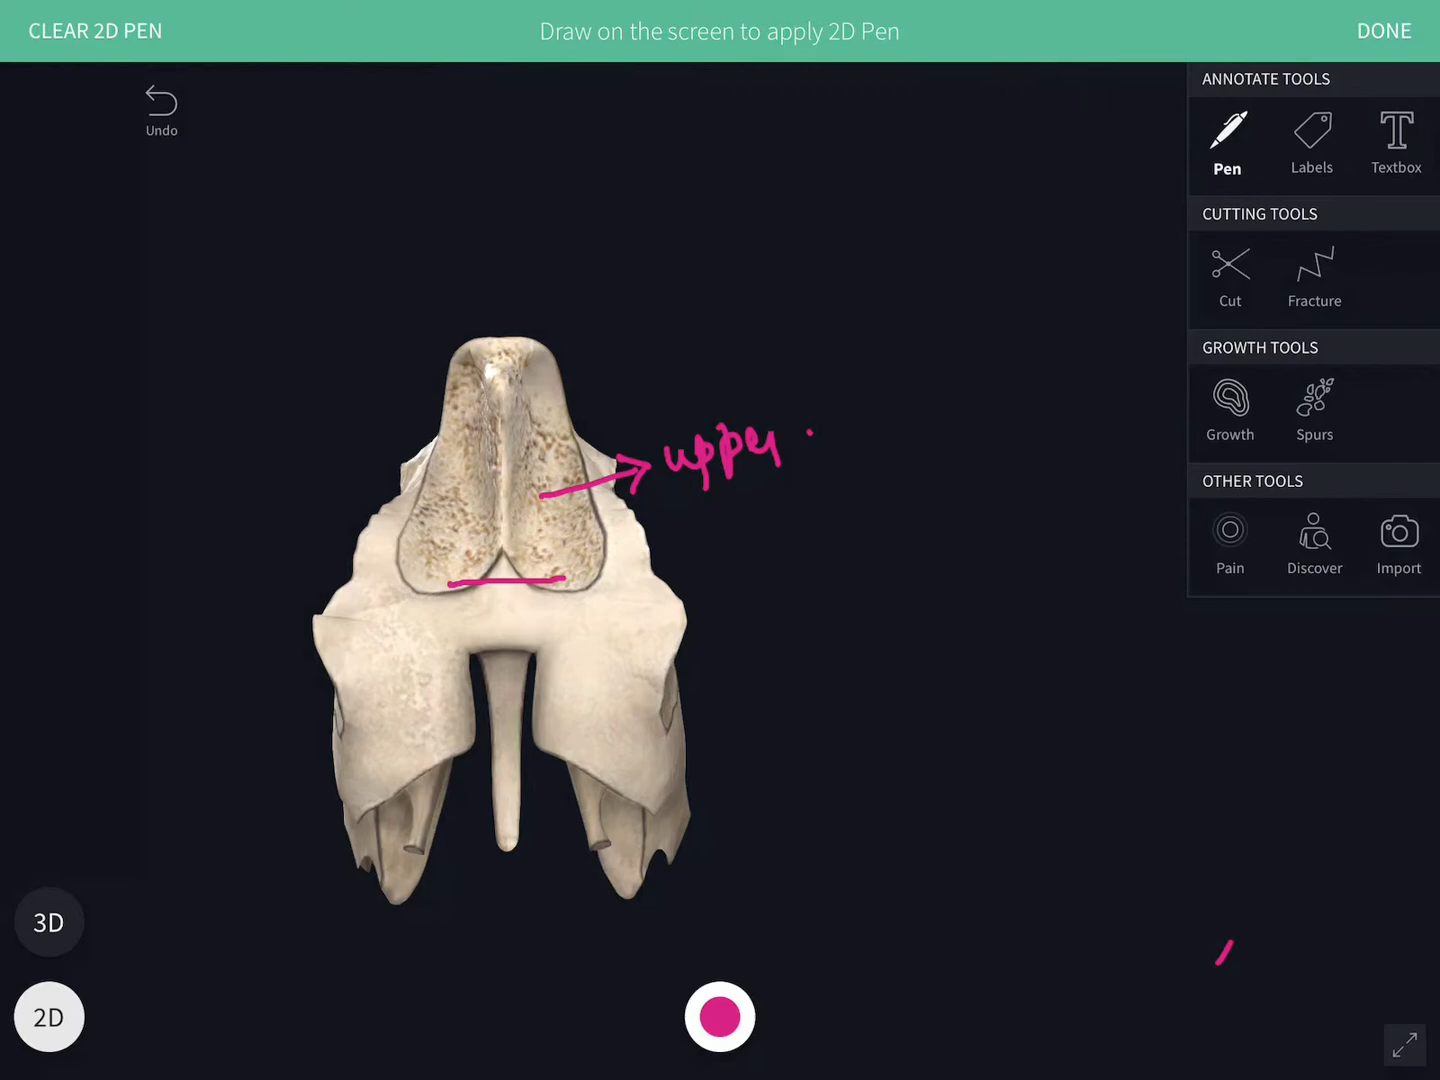 CLEAR 2D PEN
Draw on the screen to apply 2D Pen
DONE
Undo
ANNOTATE TOOLS
Pen
Labels
Textbox
CUTTING TOOLS
Cut
Fracture
GROWTH TOOLS
Growth
Spurs
OTHER TOOLS
Pain
Discover
Import
upper
3D
2D